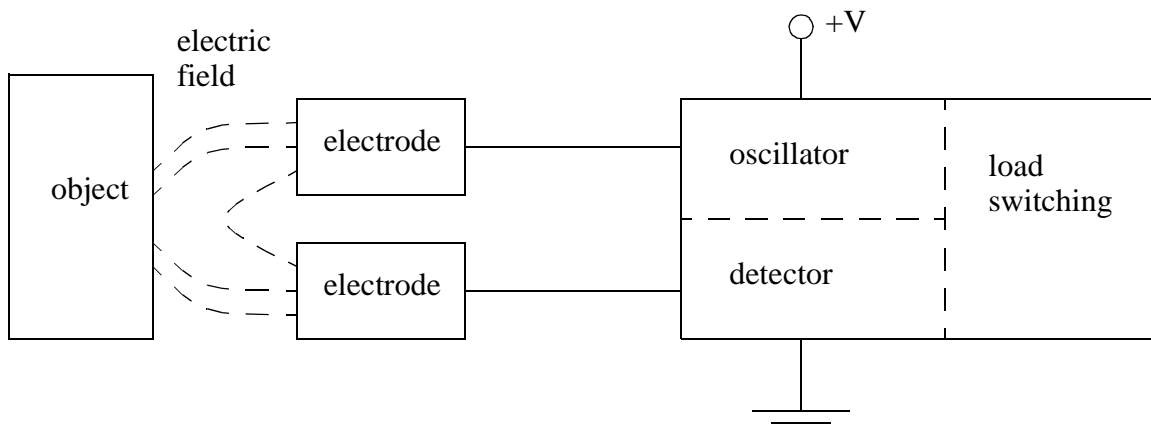 electric
field
+V
object
electrode
electrode
oscillator
detector
load
switching